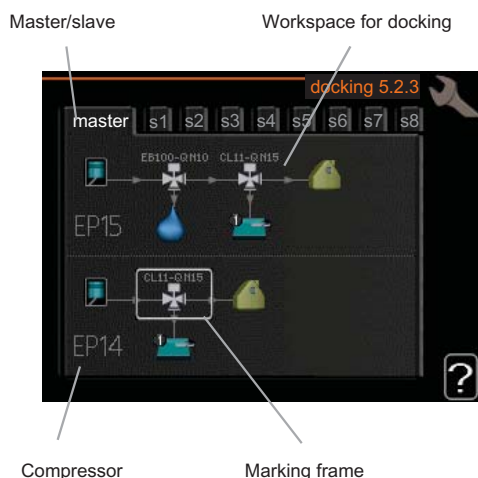 Master/slave
Workspace for docking
docking 5.2.3
master s1 s2 s3 s4 s5 s6 s7 s8
EB100-QN10 CL11-QN15
1
EP15
CL11-QN15
1
EP14
?
Compressor
Marking frame